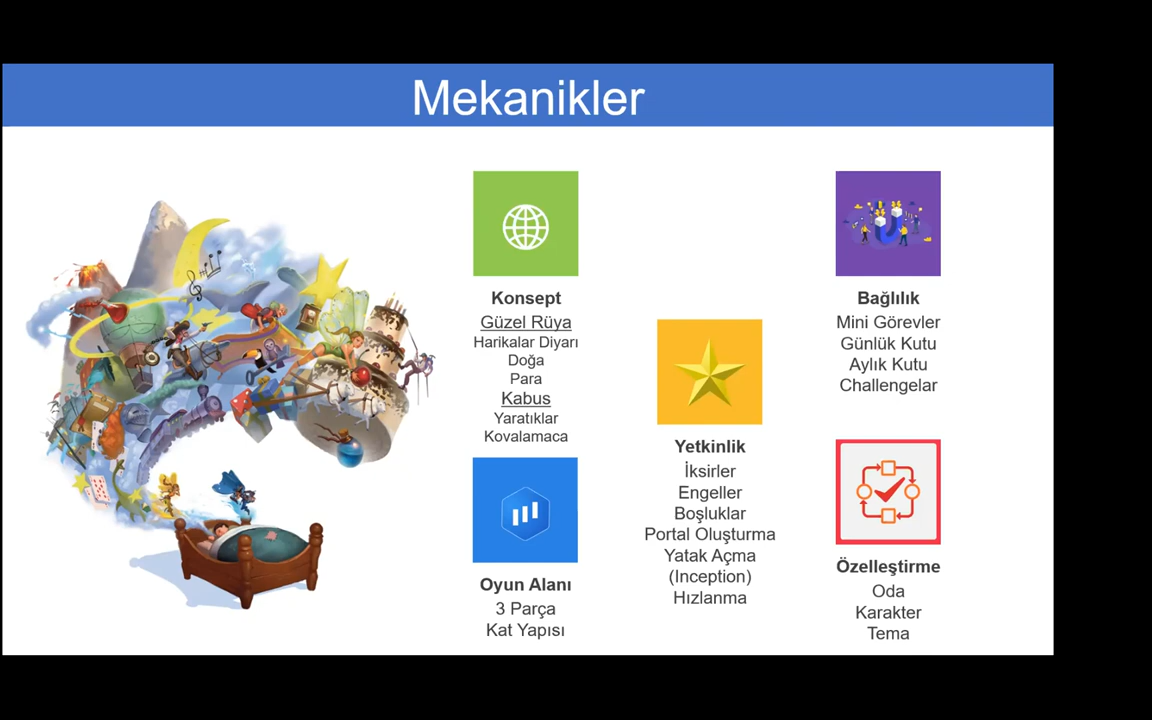 Mekanikler
Konsept
Güzel Rüya
Harikalar Diyarı
Doğa
Para
Kabus
Yaratıklar
Kovalamaca
Oyun Alanı
3 Parça
Kat Yapısı
Yetkinlik
İksirler
Engeller
Boşluklar
Portal Oluşturma
Yatak Açma
(Inception)
Hızlanma
Bağlılık
Mini Görevler
Günlük Kutu
Aylık Kutu
Challengelar
Özelleştirme
Oda
Karakter
Tema